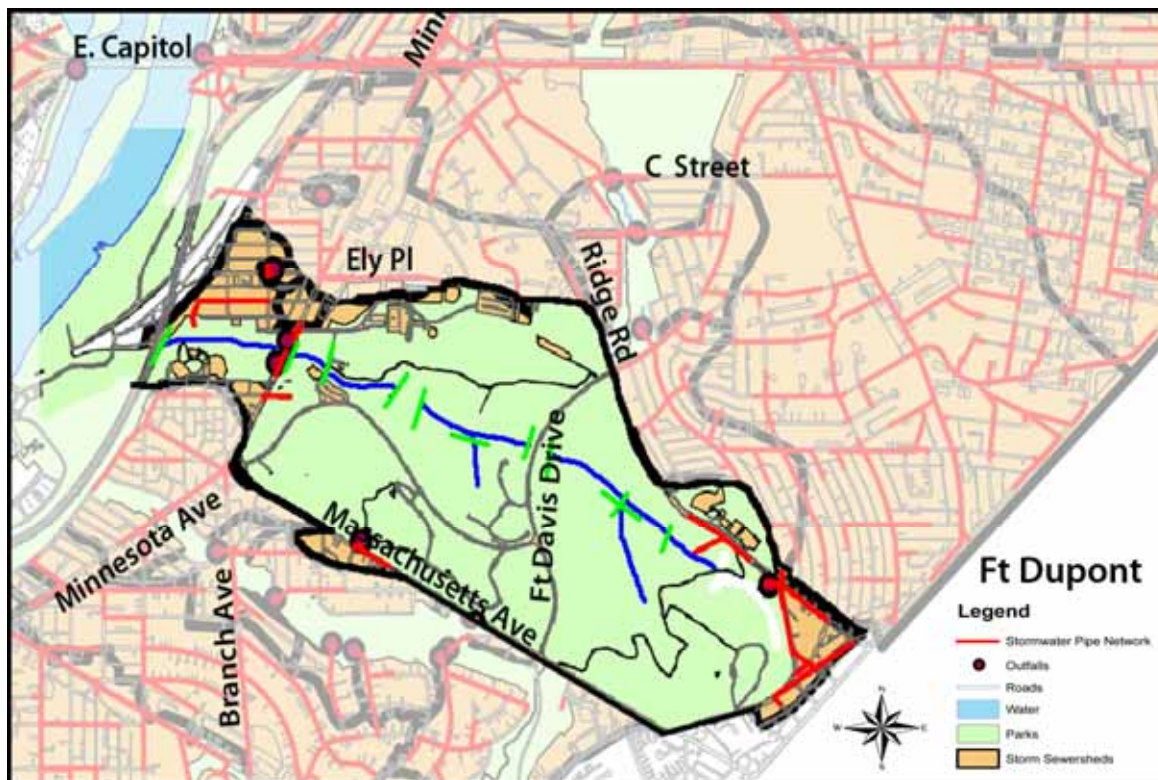 E. Capitol
Minn
C Street
Ely Pl
Ridge Rd
Ft Davis Drive
Massachusetts Ave
Minnesota Ave
Branch Ave
Ft Dupont
Legend
Stormwater Pipe Network
Outfalls
Roads
Water
Parks
Storm Sewersheds
N
W
E
S